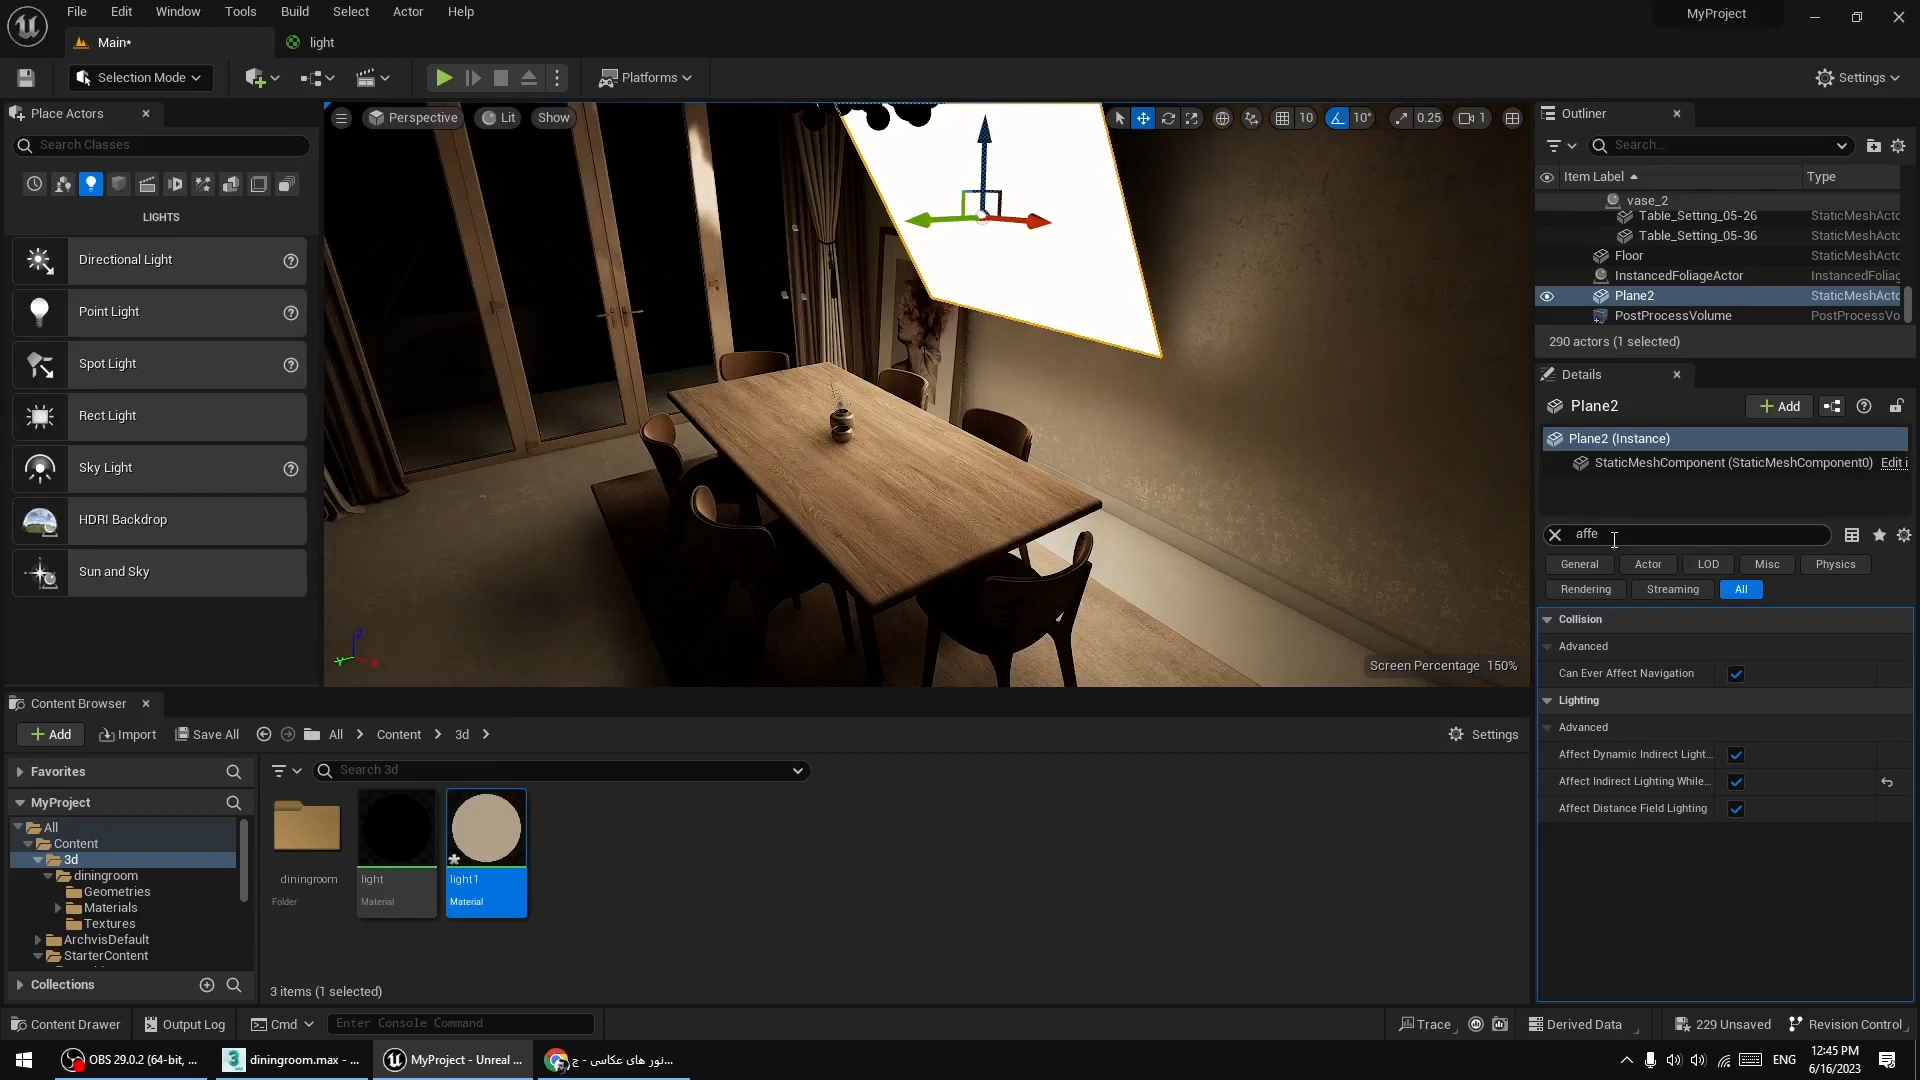 File Edit Window Tools Build Select Actor Help
MyProject
Main*
light
Selection Mode
Platforms
Settings
Place Actors
Search Classes
LIGHTS
Directional Light
Point Light
Spot Light
Rect Light
Sky Light
HDRI Backdrop
Sun and Sky
Perspective Lit Show
10 10° 0.25 1
Screen Percentage 150%
Outliner
Search...
Item Label Type
vase_2
Table_Setting_05-26 StaticMeshActo
Table_Setting_05-36 StaticMeshActo
Floor StaticMeshActo
InstancedFoliageActor InstancedFoliag
Plane2 StaticMeshActo
PostProcessVolume PostProcessVo
290 actors (1 selected)
Details
Plane2
Add
Plane2 (Instance)
StaticMeshComponent (StaticMeshComponent0) Edit i
affe
General Actor LOD Misc Physics
Rendering Streaming All
Collision
Advanced
Can Ever Affect Navigation
Lighting
Advanced
Affect Dynamic Indirect Light...
Affect Indirect Lighting While...
Affect Distance Field Lighting
Content Browser
Add Import Save All All Content 3d
Settings
Favorites
MyProject
All
Content
3d
diningroom
Geometries
Materials
Textures
ArchvisDefault
StarterContent
Collections
Search 3d
diningroom
Folder
light
Material
light1
Material
3 items (1 selected)
Content Drawer Output Log Cmd Enter Console Command
Trace Derived Data 229 Unsaved Revision Control
OBS 29.0.2 (64-bit, ...
diningroom.max - ...
MyProject - Unreal ...
نور های عکاسی - ج...
ENG
12:45 PM
6/16/2023